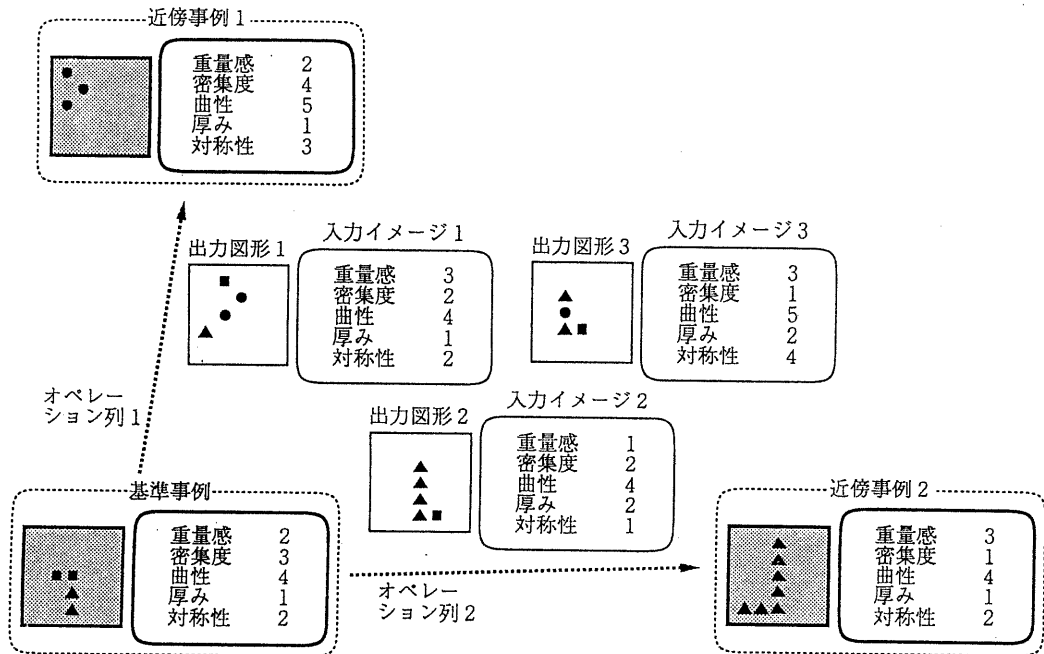 近傍事例1
重量感 2
密集度 4
曲性 5
厚み 1
対称性 3
出力図形1
入力イメージ1
重量感 3
密集度 2
曲性 4
厚み 1
対称性 2
出力図形3
入力イメージ3
重量感 3
密集度 1
曲性 5
厚み 2
対称性 4
オペレー
ション列1
出力図形2
入力イメージ2
重量感 1
密集度 2
曲性 4
厚み 2
対称性 1
基準事例
重量感 2
密集度 3
曲性 4
厚み 1
対称性 2
オペレー
ション列2
近傍事例2
重量感 3
密集度 1
曲性 4
厚み 1
対称性 2